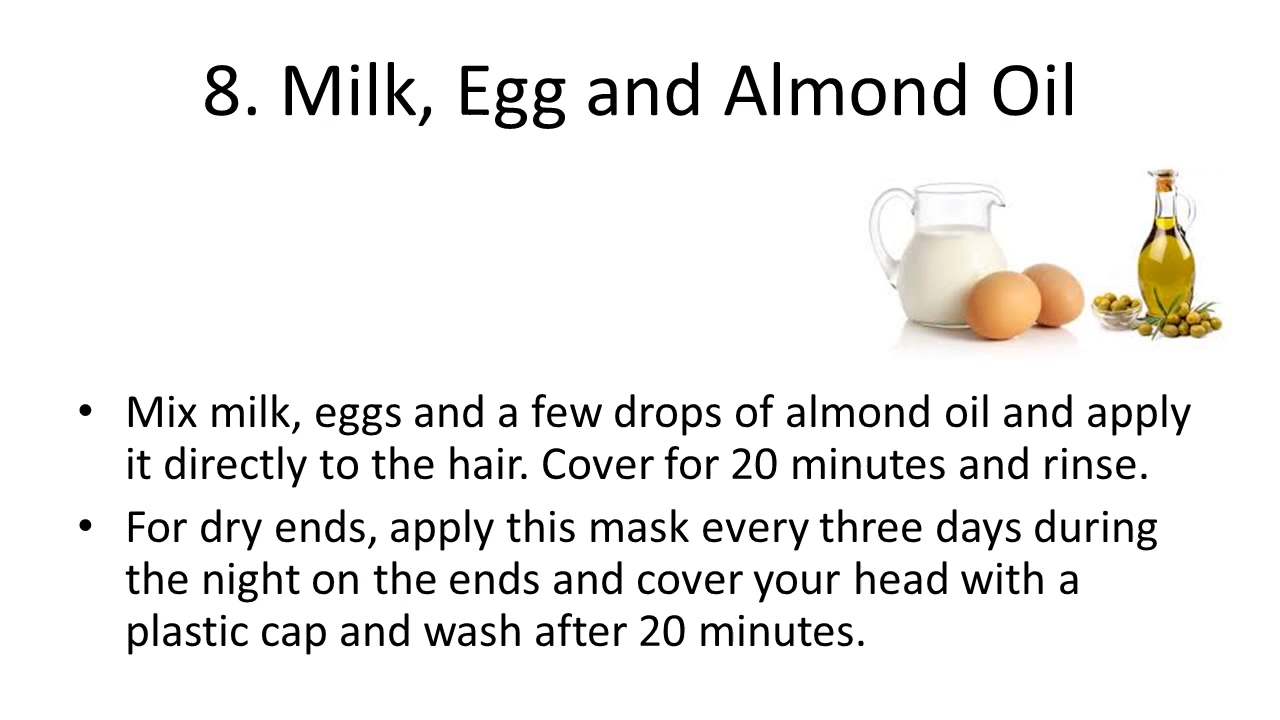 8. Milk, Egg and Almond Oil
• Mix milk, eggs and a few drops of almond oil and apply
it directly to the hair. Cover for 20 minutes and rinse.
• For dry ends, apply this mask every three days during
the night on the ends and cover your head with a
plastic cap and wash after 20 minutes.